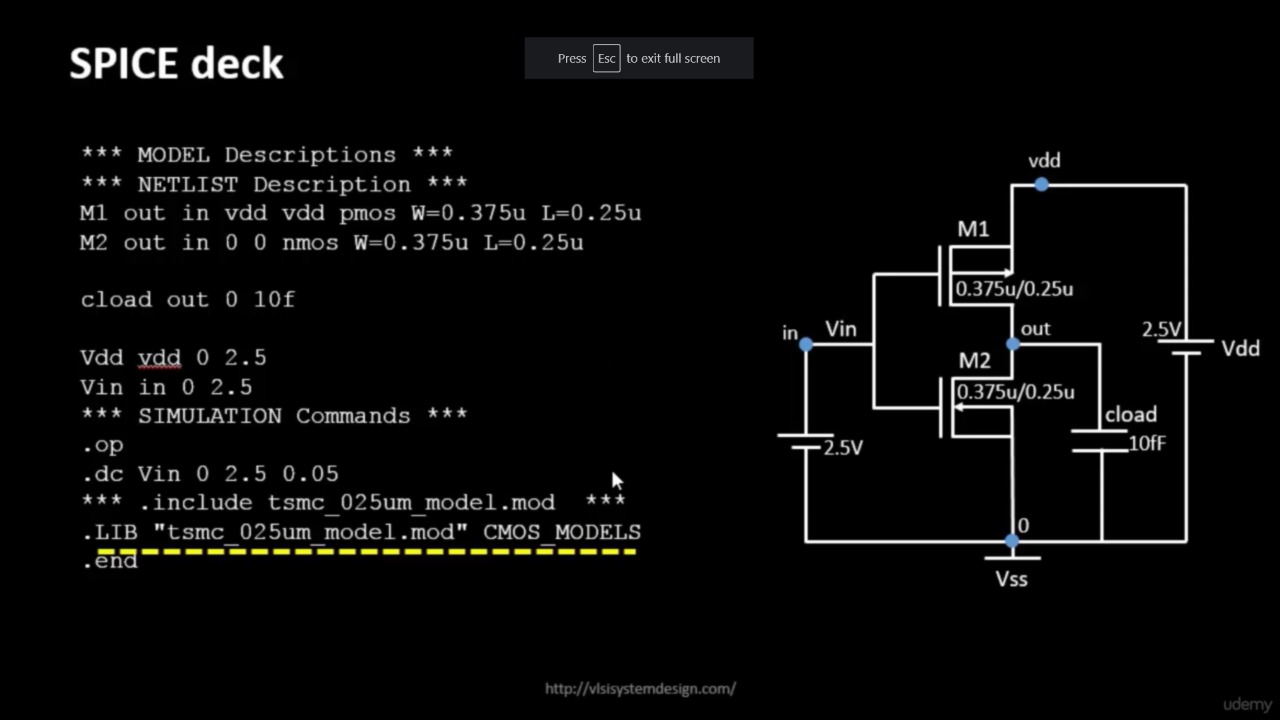 SPICE deck
Press Esc to exit full screen
*** MODEL Descriptions ***
*** NETLIST Description ***
M1 out in vdd vdd pmos W=0.375u L=0.25u
M2 out in 0 0 nmos W=0.375u L=0.25u
cload out 0 10f
Vdd vdd 0 2.5
Vin in 0 2.5
*** SIMULATION Commands ***
.op
.dc Vin 0 2.5 0.05
*** .include tsmc_025um_model.mod ***
.LIB "tsmc_025um_model.mod" CMOS_MODELS
.end
vdd
M1
0.375u/0.25u
in Vin
out
2.5V
Vdd
M2
0.375u/0.25u
cload
10fF
2.5V
0
Vss
http://vlsisystemdesign.com/
udemy